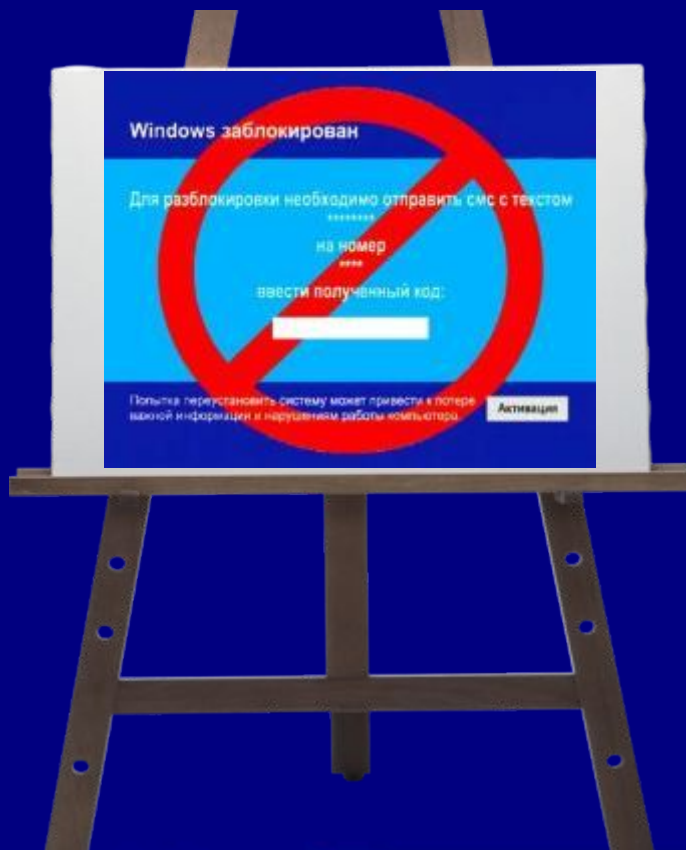 Windows заблокирован
Для разблокировки необходимо отправить смс с текстом
********
на номер
****
ввести полученный код:
Попытка переустановить систему может привести к потере
важной информации и нарушениям работы компьютера.
Активация